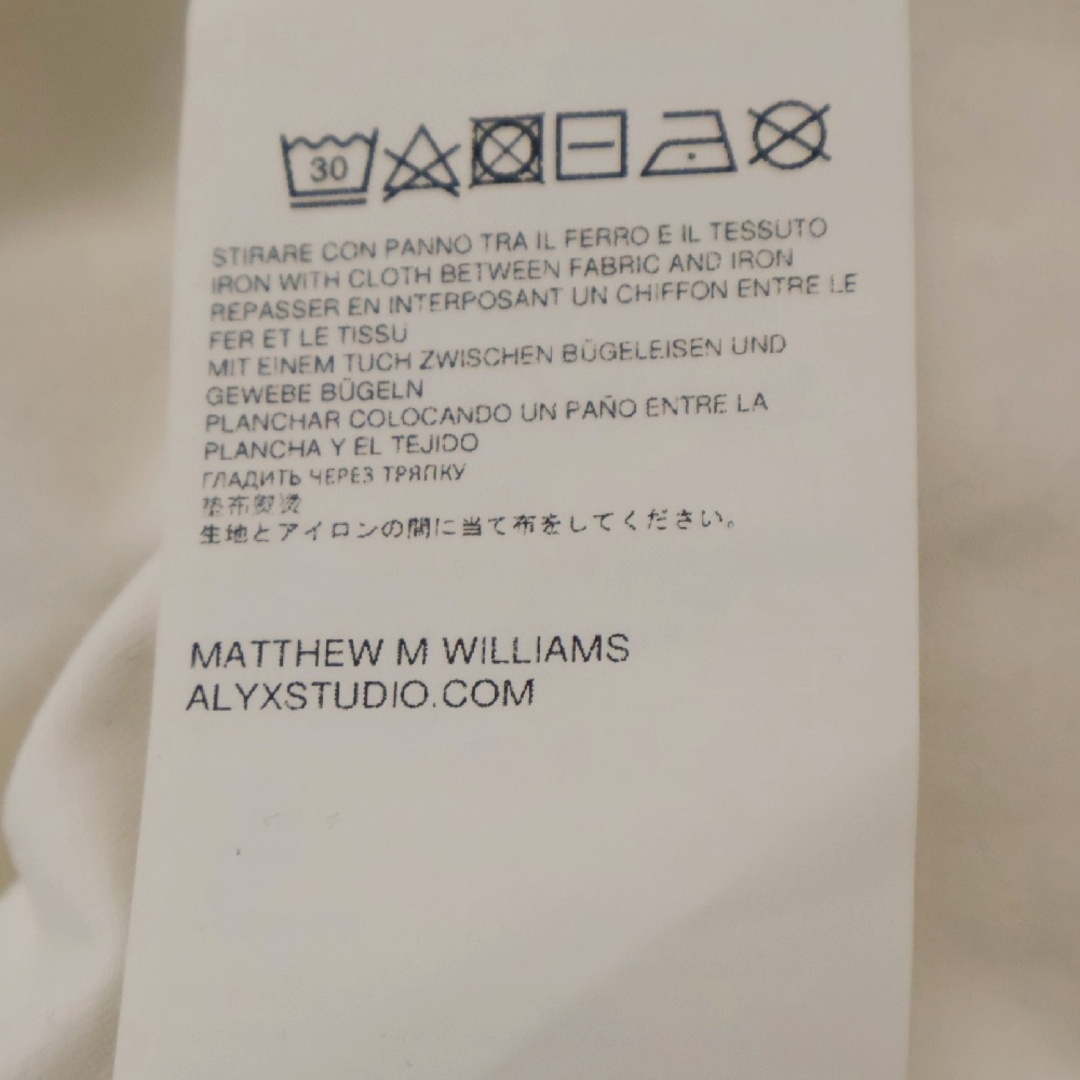 30
STIRARE CON PANNO TRA IL FERRO E IL TESSUTO
IRON WITH CLOTH BETWEEN FABRIC AND IRON
REPASSER EN INTERPOSANT UN CHIFFON ENTRE LE
FER ET LE TISSU
MIT EINEM TUCH ZWISCHEN BÜGELEISEN UND
GEWEBE BÜGELN
PLANCHAR COLOCANDO UN PAÑO ENTRE LA
PLANCHA Y EL TEJIDO
ГЛАДИТЬ ЧЕРЕЗ ТРЯПКУ
垫布熨烫
生地とアイロンの間に当て布をしてください。
MATTHEW M WILLIAMS
ALYXSTUDIO.COM